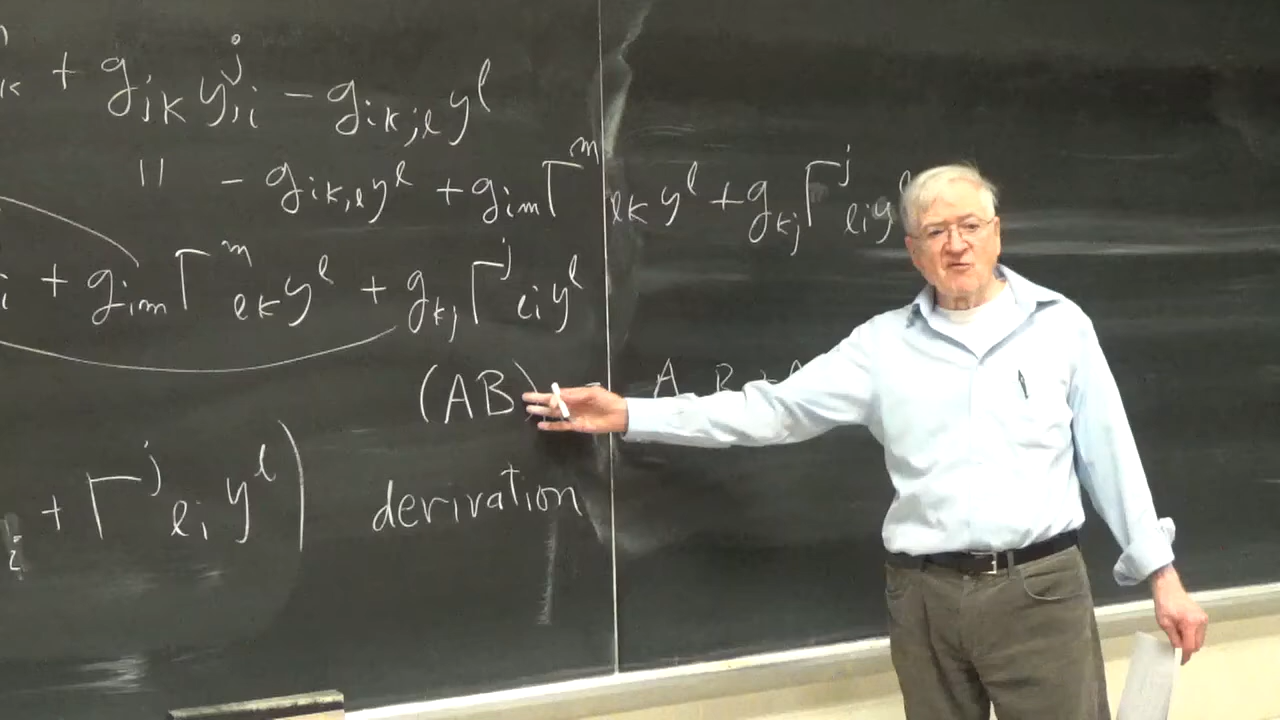 K + g_{jk} y^j_{,i} - g_{ik;l} y^l
" - g_{ik,l} y^l + g_{im} Γ^m_{lk} y^l + g_{kj} Γ^j_{li} y^l
i + g_{im} Γ^m_{lk} y^l + g_{kj} Γ^j_{li} y^l
(AB) = A B + A
+ Γ^j_{li} y^l ) derivation